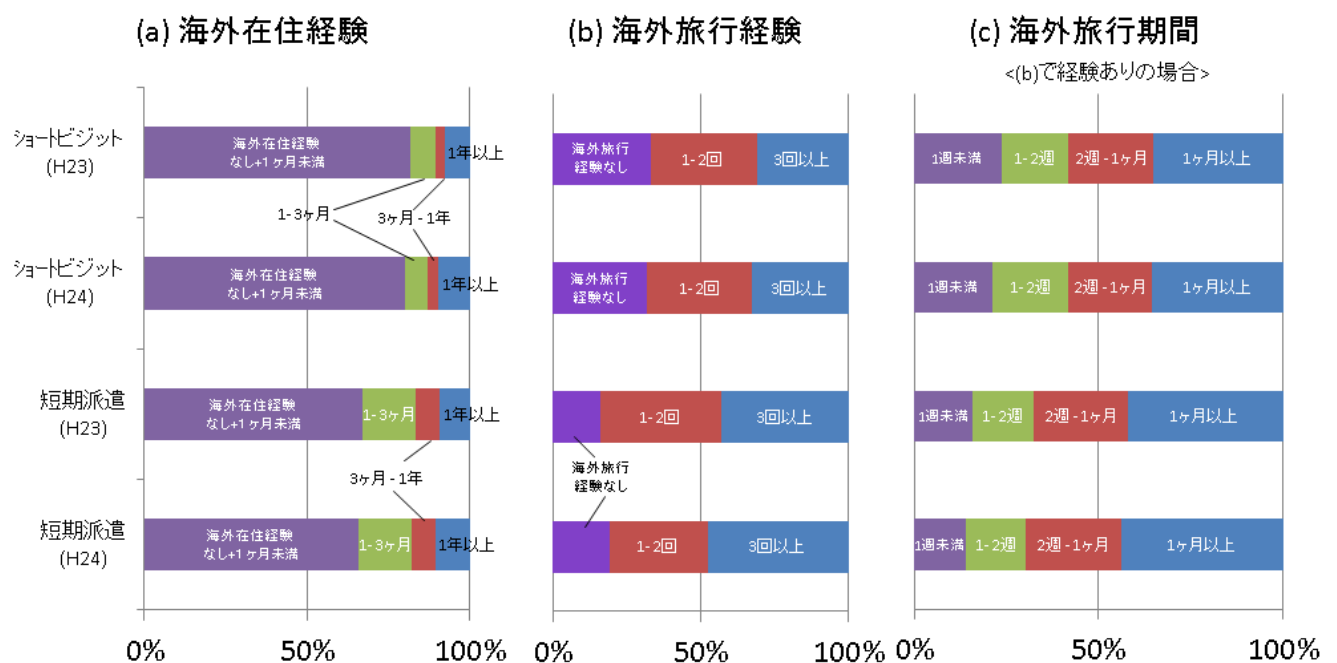 (a) 海外在住経験
(b) 海外旅行経験
(c) 海外旅行期間
<(b)で経験ありの場合>
ショートビジット
(H23)
海外在住経験
なし+1ヶ月未満
1年以上
海外旅行
経験なし
1-2回
3回以上
1週未満
1-2週
2週-1ヶ月
1ヶ月以上
1-3ヶ月
3ヶ月-1年
ショートビジット
(H24)
海外在住経験
なし+1ヶ月未満
1年以上
海外旅行
経験なし
1-2回
3回以上
1週未満
1-2週
2週-1ヶ月
1ヶ月以上
短期派遣
(H23)
海外在住経験
なし+1ヶ月未満
1-3ヶ月
1年以上
1-2回
3回以上
1週未満
1-2週
2週-1ヶ月
1ヶ月以上
3ヶ月-1年
海外旅行
経験なし
短期派遣
(H24)
海外在住経験
なし+1ヶ月未満
1-3ヶ月
1年以上
1-2回
3回以上
1週未満
1-2週
2週-1ヶ月
1ヶ月以上
0%
50%
100%
0%
50%
100%
0%
50%
100%